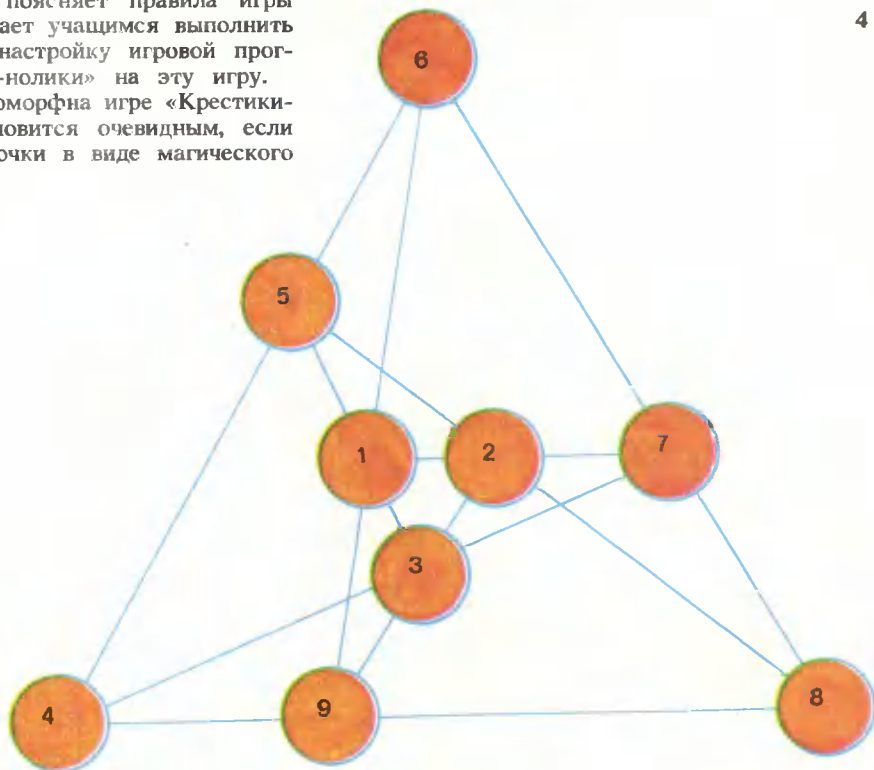 поясняет правила игры
ает учащимся выполнить
настройку игровой прог-
-нолики» на эту игру.
оморфна игре «Крестики-
новится очевидным, если
очки в виде магического
4
6
5
1
2
7
3
4
9
8